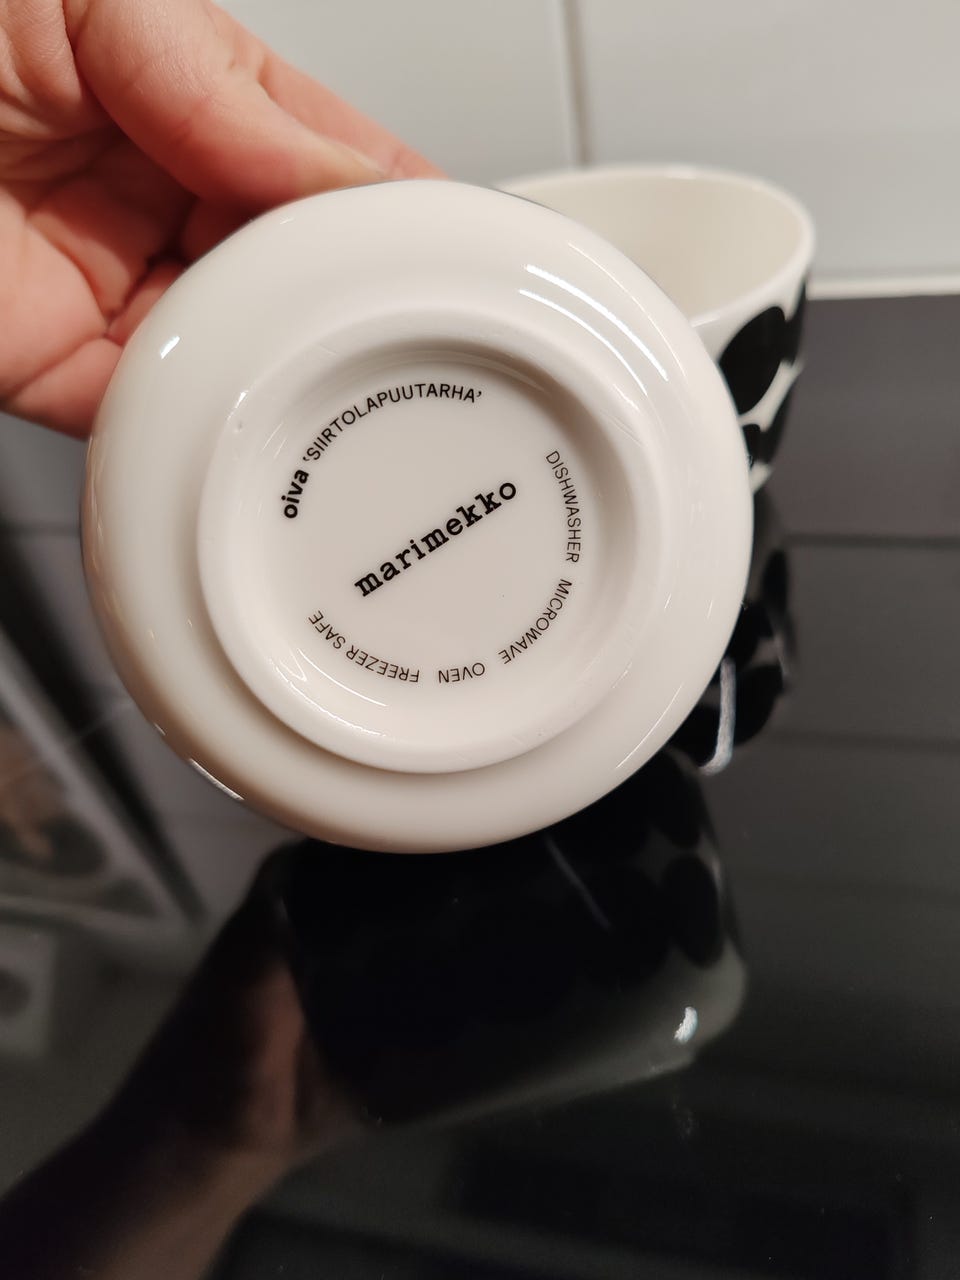 oiva ‘SIIRTOLAPUUTARHA’
marimekko
DISHWASHER MICROWAVE OVEN FREEZER SAFE